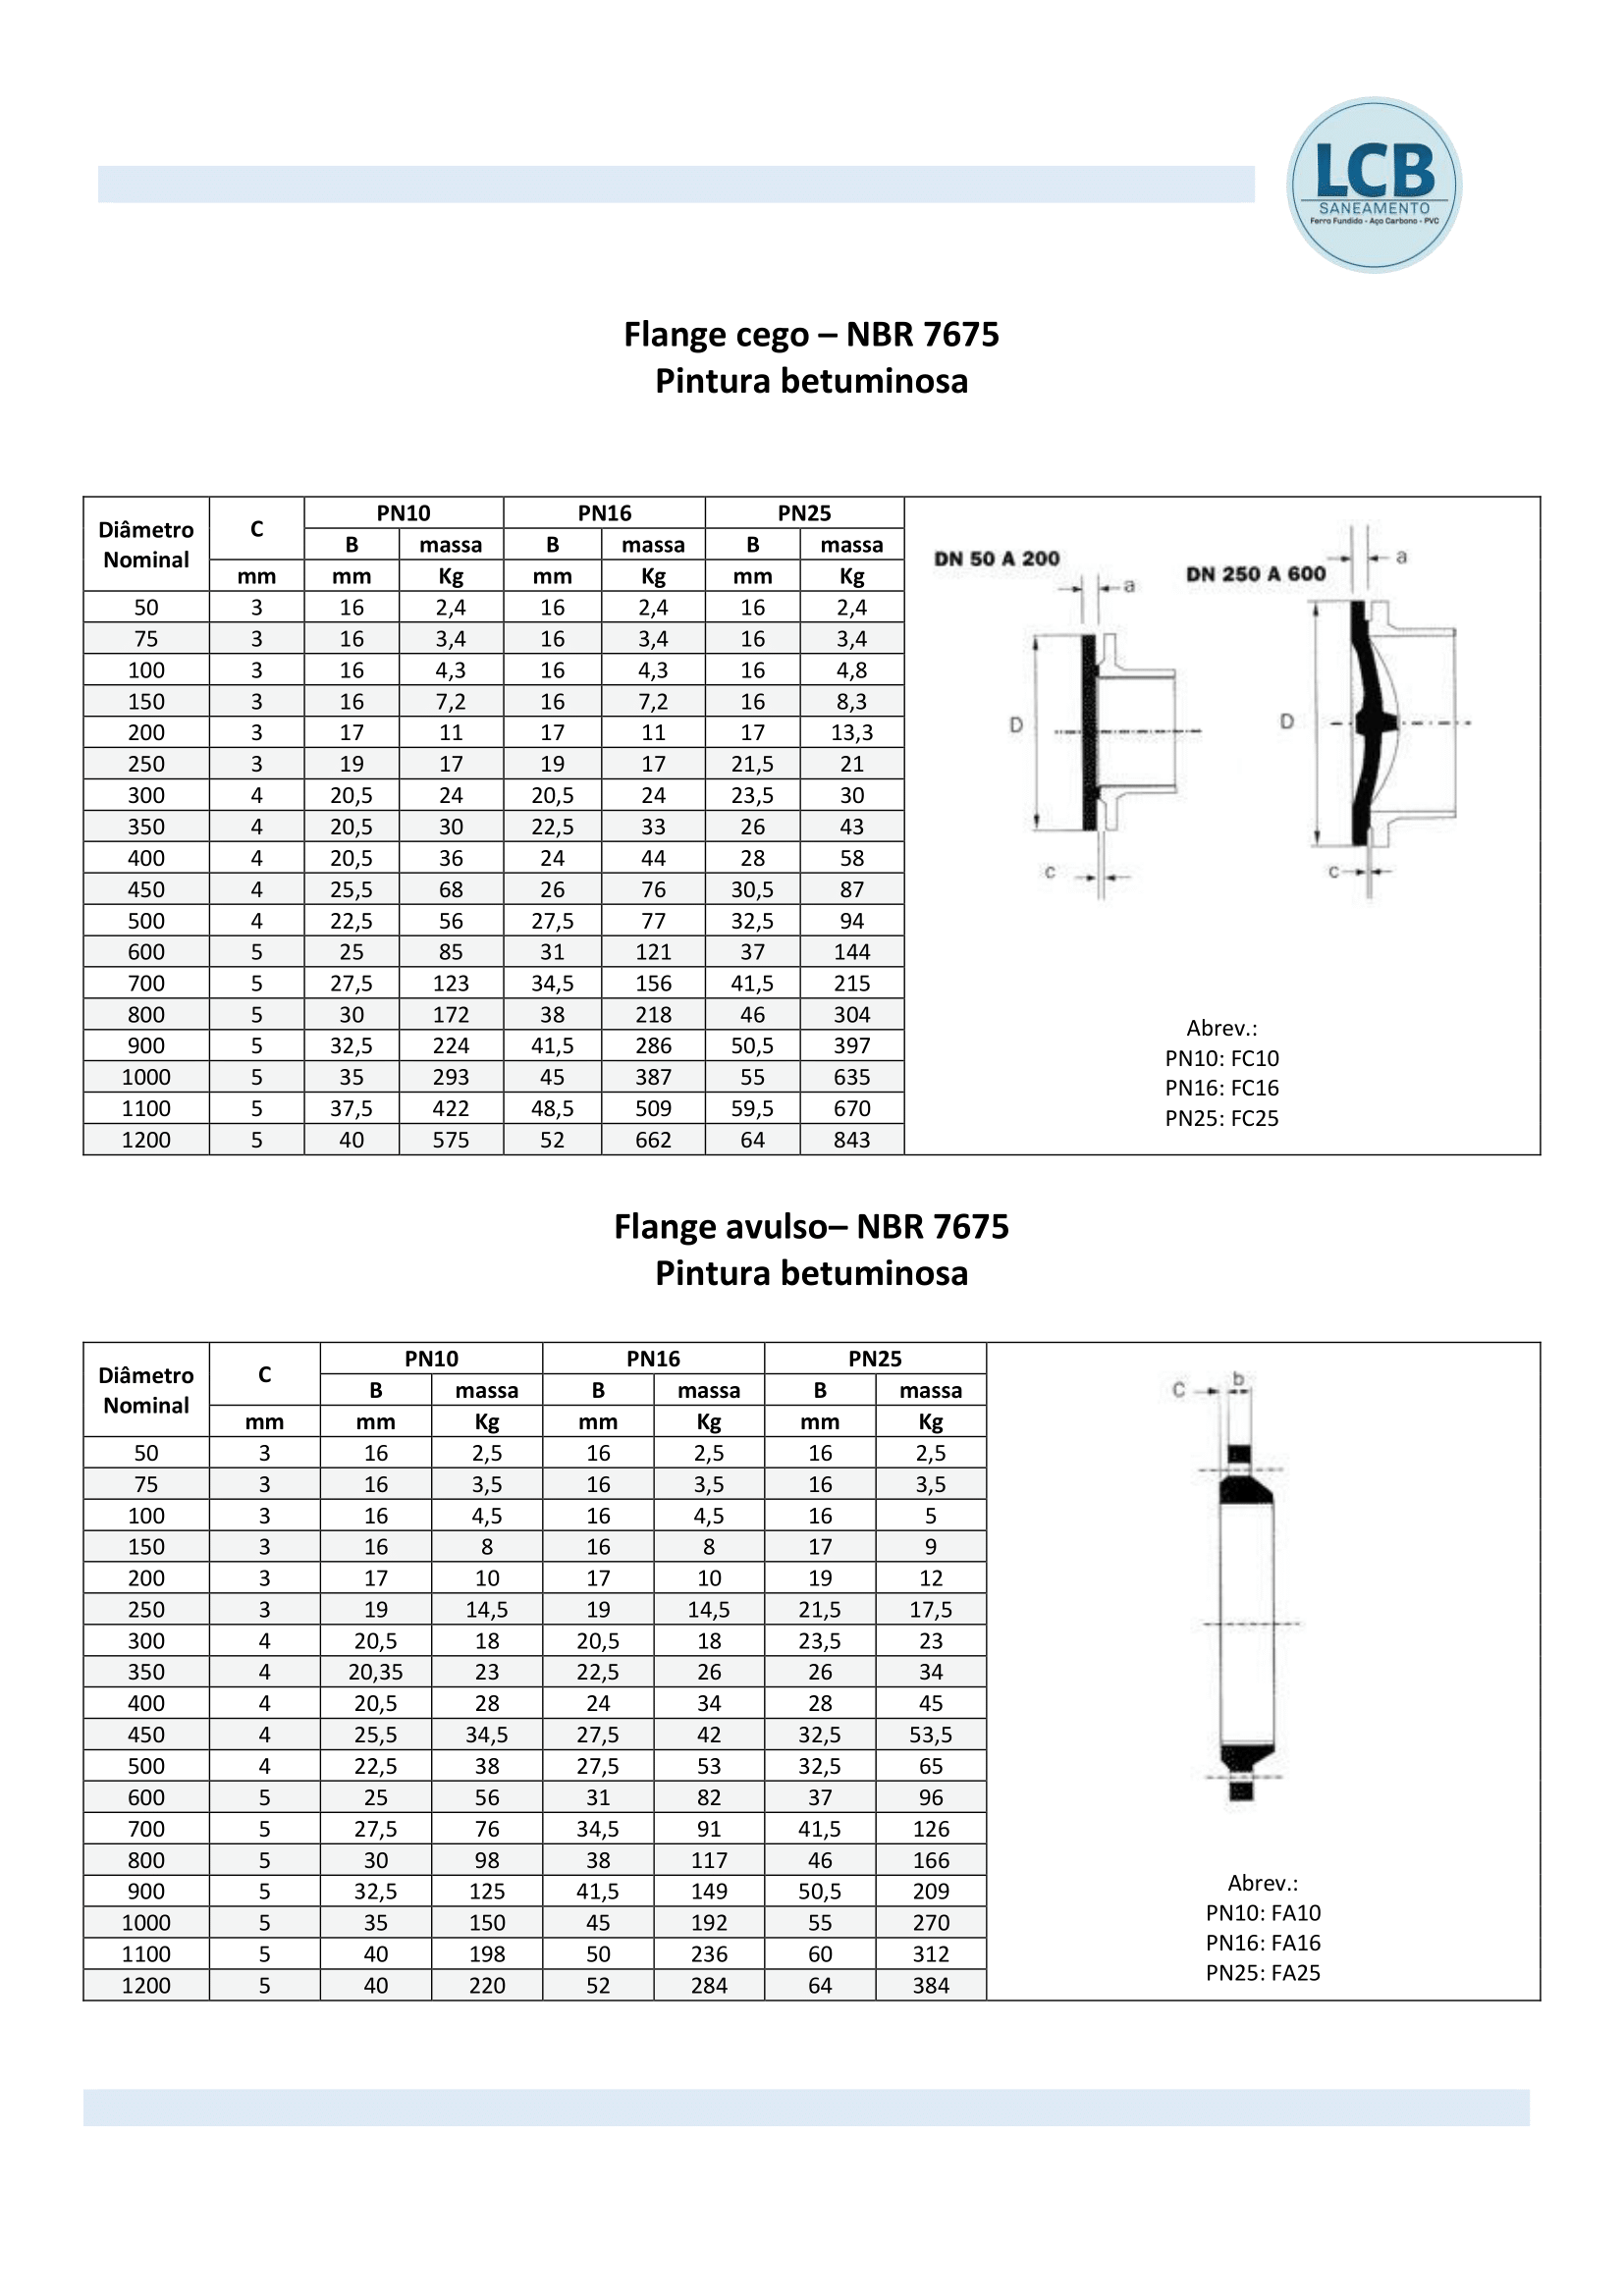 LCB
SANEAMENTO
Ferro Fundido - Aço Carbono - PVC
Flange cego – NBR 7675
Pintura betuminosa
Diâmetro Nominal C PN10 PN16 PN25
B massa B massa B massa
mm mm Kg mm Kg mm Kg
50 3 16 2,4 16 2,4 16 2,4
75 3 16 3,4 16 3,4 16 3,4
100 3 16 4,3 16 4,3 16 4,8
150 3 16 7,2 16 7,2 16 8,3
200 3 17 11 17 11 17 13,3
250 3 19 17 19 17 21,5 21
300 4 20,5 24 20,5 24 23,5 30
350 4 20,5 30 22,5 33 26 43
400 4 20,5 36 24 44 28 58
450 4 25,5 68 26 76 30,5 87
500 4 22,5 56 27,5 77 32,5 94
600 5 25 85 31 121 37 144
700 5 27,5 123 34,5 156 41,5 215
800 5 30 172 38 218 46 304
900 5 32,5 224 41,5 286 50,5 397
1000 5 35 293 45 387 55 635
1100 5 37,5 422 48,5 509 59,5 670
1200 5 40 575 52 662 64 843
DN 50 A 200
a
D
c
DN 250 A 600
a
D
c
Abrev.:
PN10: FC10
PN16: FC16
PN25: FC25
Flange avulso– NBR 7675
Pintura betuminosa
Diâmetro Nominal C PN10 PN16 PN25
B massa B massa B massa
mm mm Kg mm Kg mm Kg
50 3 16 2,5 16 2,5 16 2,5
75 3 16 3,5 16 3,5 16 3,5
100 3 16 4,5 16 4,5 16 5
150 3 16 8 16 8 17 9
200 3 17 10 17 10 19 12
250 3 19 14,5 19 14,5 21,5 17,5
300 4 20,5 18 20,5 18 23,5 23
350 4 20,35 23 22,5 26 26 34
400 4 20,5 28 24 34 28 45
450 4 25,5 34,5 27,5 42 32,5 53,5
500 4 22,5 38 27,5 53 32,5 65
600 5 25 56 31 82 37 96
700 5 27,5 76 34,5 91 41,5 126
800 5 30 98 38 117 46 166
900 5 32,5 125 41,5 149 50,5 209
1000 5 35 150 45 192 55 270
1100 5 40 198 50 236 60 312
1200 5 40 220 52 284 64 384
C b
Abrev.:
PN10: FA10
PN16: FA16
PN25: FA25